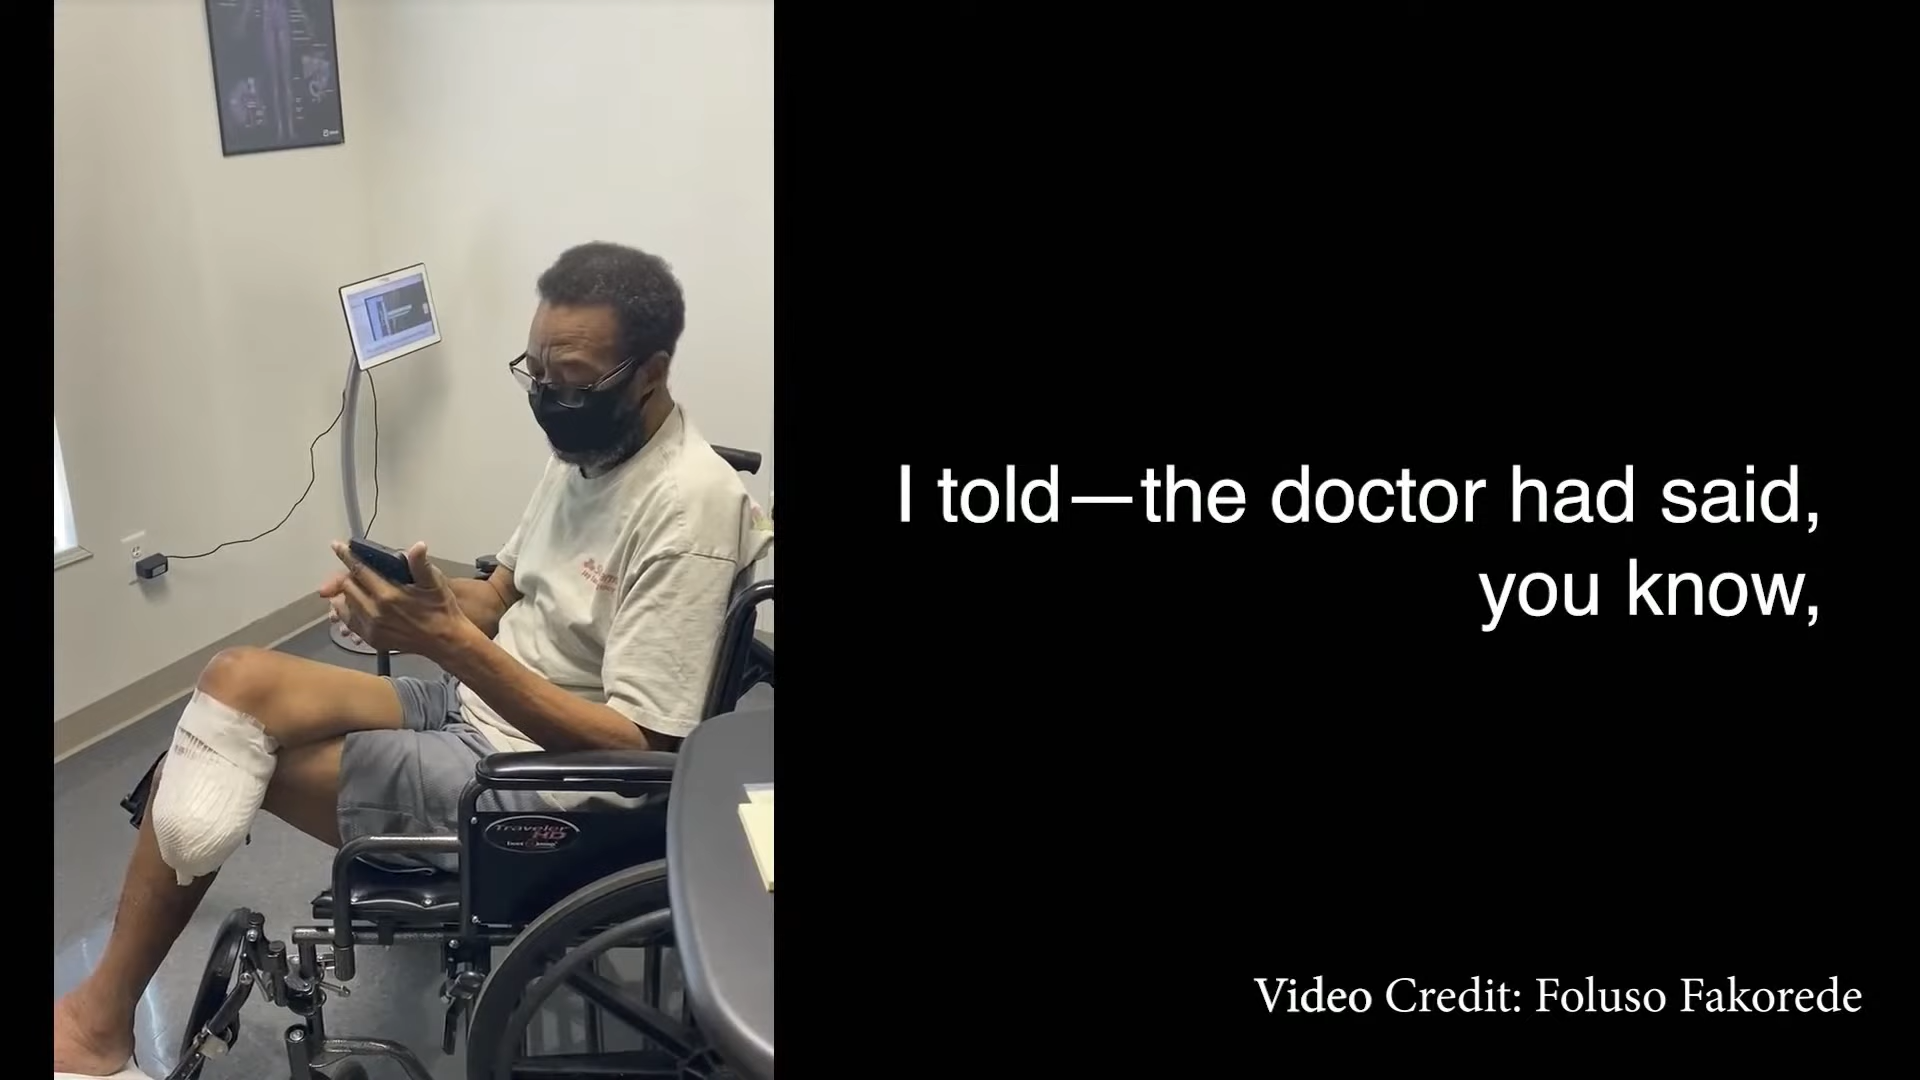 I told—the doctor had said,
you know,
Traveler
HD
Video Credit: Foluso Fakorede